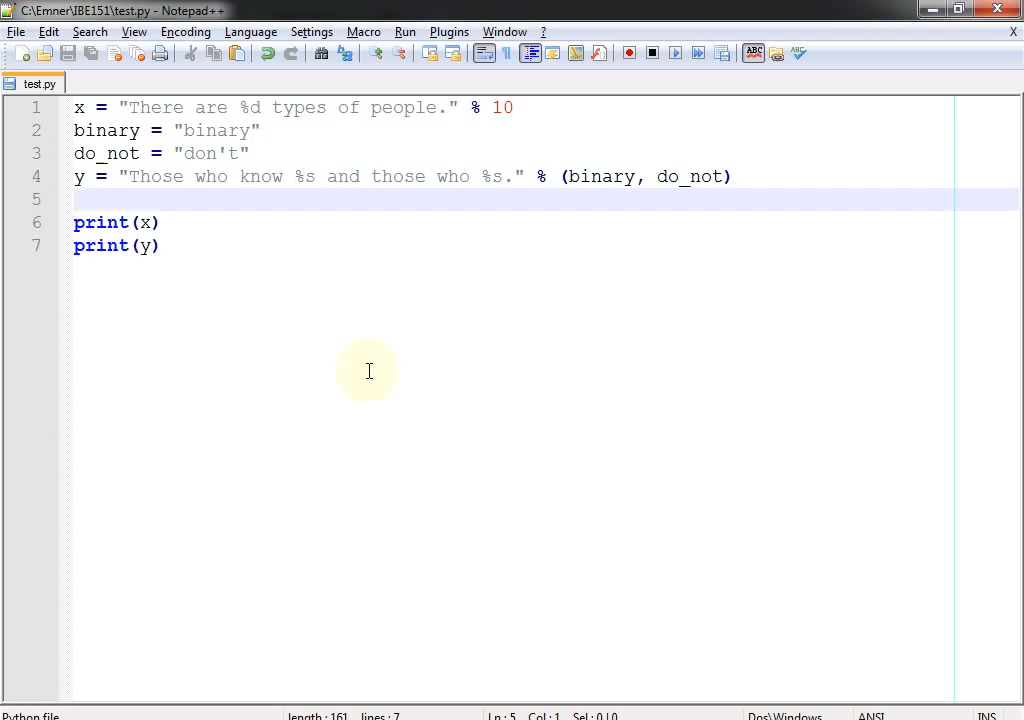 C:\Emner\IBE151\test.py - Notepad++
File Edit Search View Encoding Language Settings Macro Run Plugins Window ? X
ABC ABC
test.py
1 x = "There are %d types of people." % 10
2 binary = "binary"
3 do_not = "don't"
4 y = "Those who know %s and those who %s." % (binary, do_not)
5
6 print(x)
7 print(y)
Python file length : 161 lines : 7 Ln : 5 Col : 1 Sel : 0 | 0 Dos\Windows ANSI INS